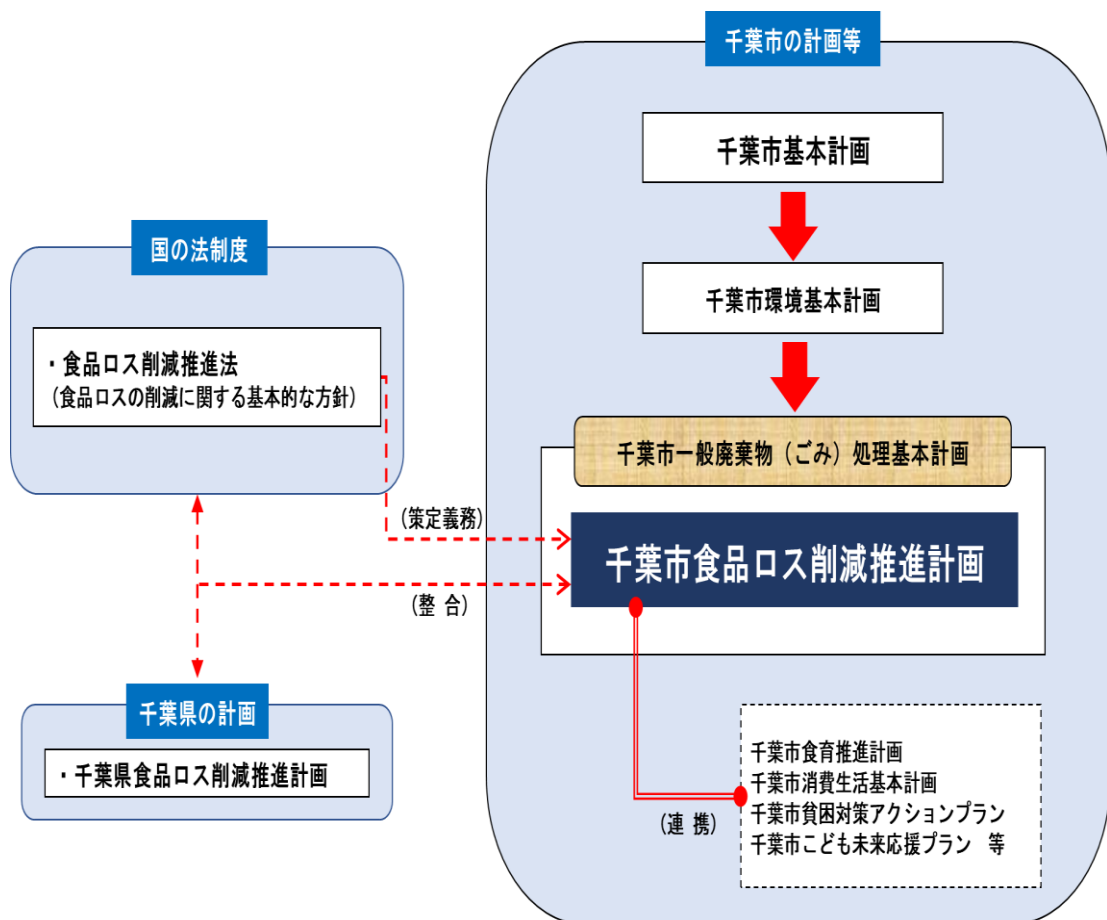 千葉市の計画等
千葉市基本計画
千葉市環境基本計画
千葉市一般廃棄物（ごみ）処理基本計画
千葉市食品ロス削減推進計画
国の法制度
・食品ロス削減推進法
（食品ロスの削減に関する基本的な方針）
（策定義務）
（整 合）
千葉県の計画
・千葉県食品ロス削減推進計画
（連 携）
千葉市食育推進計画
千葉市消費生活基本計画
千葉市貧困対策アクションプラン
千葉市こども未来応援プラン 等